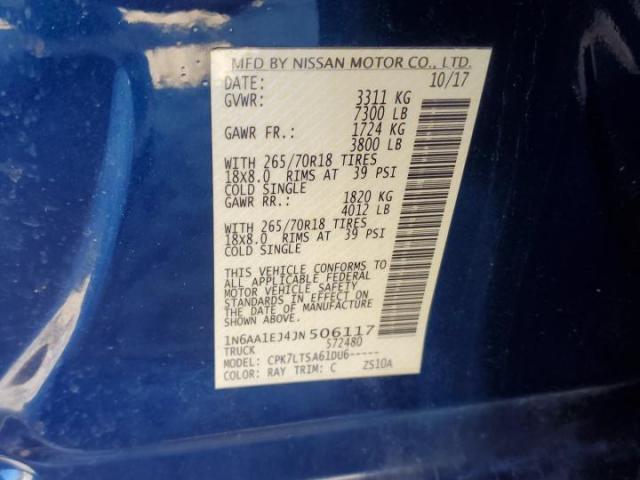 MFD BY NISSAN MOTOR CO., LTD.
DATE: 10/17
GVWR: 3311 KG
7300 LB
GAWR FR.: 1724 KG
3800 LB
WITH 265/70R18 TIRES
18x8.0 RIMS AT 39 PSI
COLD SINGLE
GAWR RR.: 1820 KG
4012 LB
WITH 265/70R18 TIRES
18x8.0 RIMS AT 39 PSI
COLD SINGLE
THIS VEHICLE CONFORMS TO
ALL APPLICABLE FEDERAL
MOTOR VEHICLE SAFETY
STANDARDS IN EFFECT ON
THE DATE OF MANUFACTURE
SHOWN ABOVE.
1N6AA1EJ4JN506117
TRUCK 572480
MODEL: CPK7LTSA61DU6-----
COLOR: RAY TRIM: C ZS10A